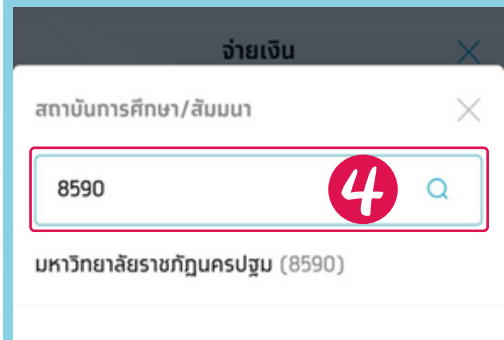 จ่ายเงิน
สถาบันการศึกษา/สัมมนา
8590
4
มหาวิทยาลัยราชภัฏนครปฐม (8590)